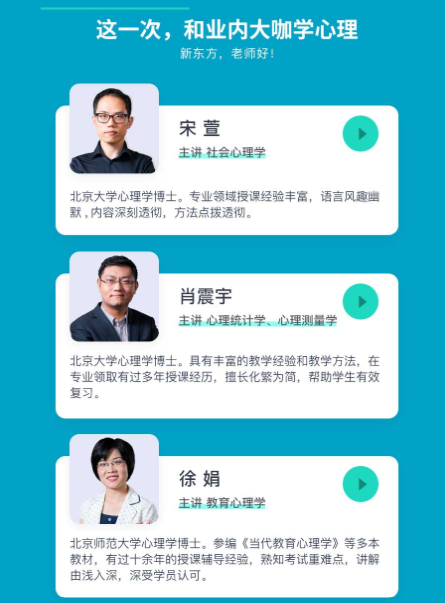 这一次，和业内大咖学心理
新东方，老师好！
宋 萱
主讲 社会心理学
北京大学心理学博士。专业领域授课经验丰富，语言风趣幽
默，内容深刻透彻，方法点拨透彻。
肖震宇
主讲 心理统计学、心理测量学
北京大学心理学博士。具有丰富的教学经验和教学方法，在
专业领取有过多年授课经历，擅长化繁为简，帮助学生有效
复习。
徐 娟
主讲 教育心理学
北京师范大学心理学博士。参编《当代教育心理学》等多本
教材，有过十余年的授课辅导经验，熟知考试重难点，讲解
由浅入深，深受学员认可。